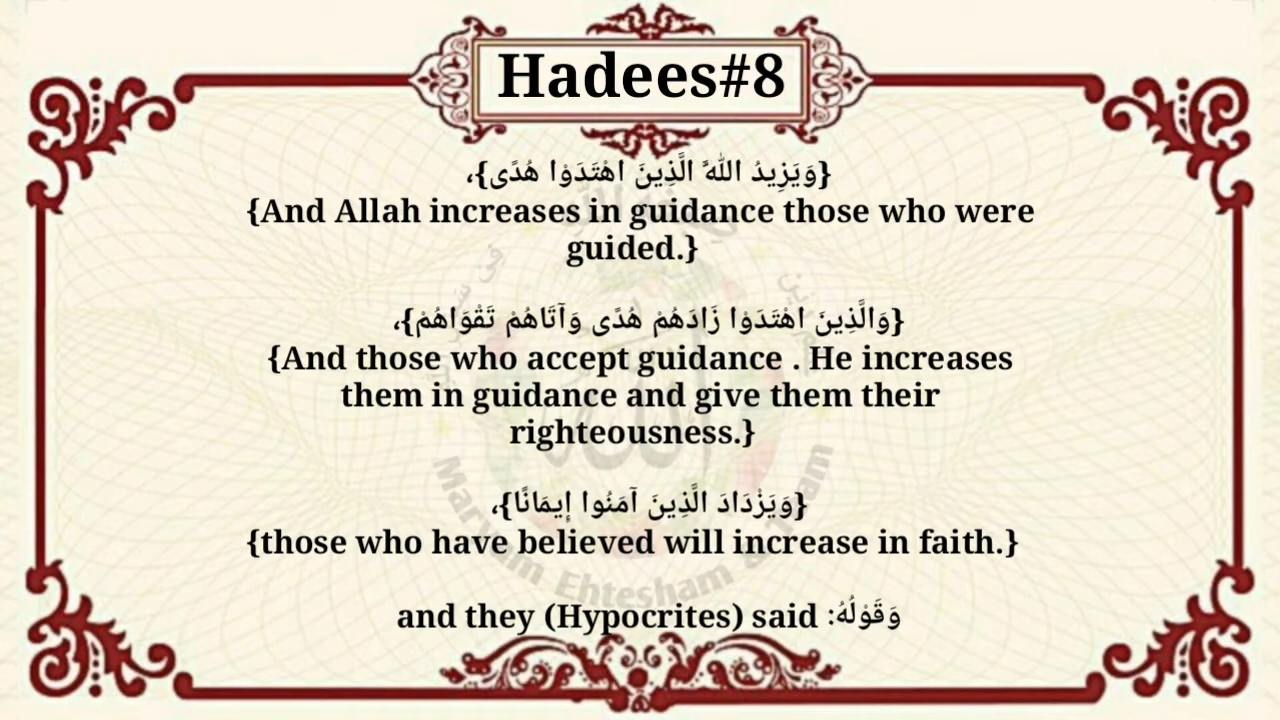 Hadees#8
{وَيَزِيدُ اللَّهُ الَّذِينَ اهْتَدَوْا هُدًى}،
{And Allah increases in guidance those who were
guided.}
{وَالَّذِينَ اهْتَدَوْا زَادَهُمْ هُدًى وَآتَاهُمْ تَقْوَاهُمْ}،
{And those who accept guidance . He increases
them in guidance and give them their
righteousness.}
{وَيَزْدَادَ الَّذِينَ آمَنُوا إِيمَانًا}،
{those who have believed will increase in faith.}
and they (Hypocrites) said وَقَوْلُهُ:
Maryam Ehtesham